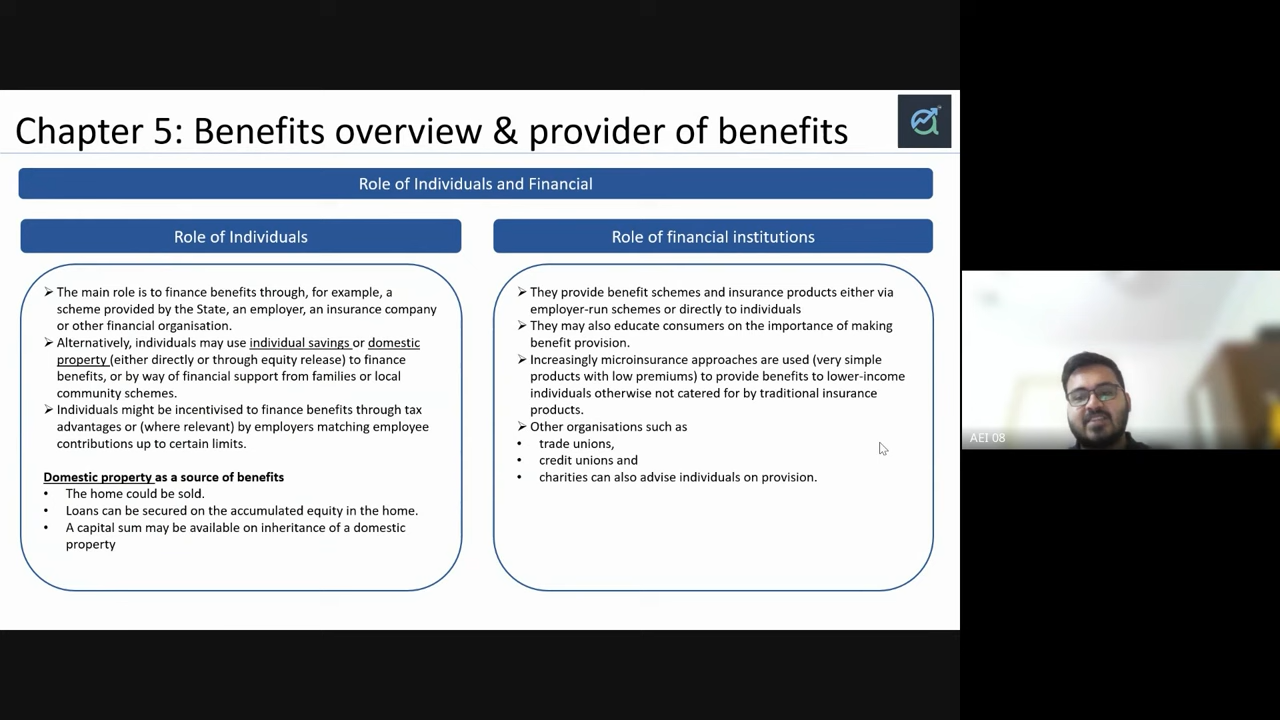 Chapter 5: Benefits overview & provider of benefits
Role of Individuals and Financial
Role of Individuals
➢ The main role is to finance benefits through, for example, a
scheme provided by the State, an employer, an insurance company
or other financial organisation.
➢ Alternatively, individuals may use individual savings or domestic
property (either directly or through equity release) to finance
benefits, or by way of financial support from families or local
community schemes.
➢ Individuals might be incentivised to finance benefits through tax
advantages or (where relevant) by employers matching employee
contributions up to certain limits.
Domestic property as a source of benefits
• The home could be sold.
• Loans can be secured on the accumulated equity in the home.
• A capital sum may be available on inheritance of a domestic
property
Role of financial institutions
➢ They provide benefit schemes and insurance products either via
employer-run schemes or directly to individuals
➢ They may also educate consumers on the importance of making
benefit provision.
➢ Increasingly microinsurance approaches are used (very simple
products with low premiums) to provide benefits to lower-income
individuals otherwise not catered for by traditional insurance
products.
➢ Other organisations such as
• trade unions,
• credit unions and
• charities can also advise individuals on provision.
AEI 08